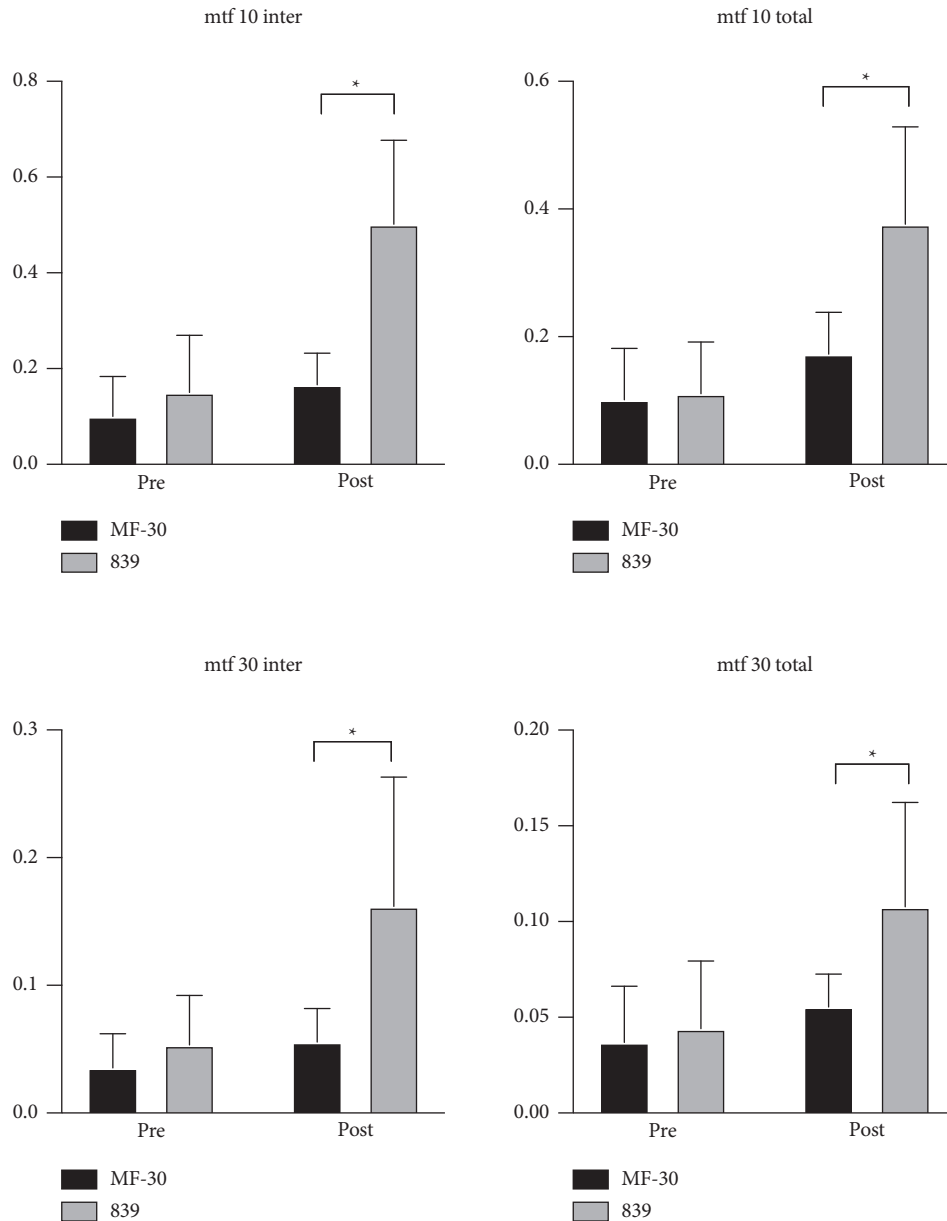 mtf 10 inter
0.8
0.6
0.4
0.2
0.0
*
Pre
Post
MF-30
839
mtf 10 total
0.6
0.4
0.2
0.0
*
Pre
Post
MF-30
839
mtf 30 inter
0.3
0.2
0.1
0.0
*
Pre
Post
MF-30
839
mtf 30 total
0.20
0.15
0.10
0.05
0.00
*
Pre
Post
MF-30
839